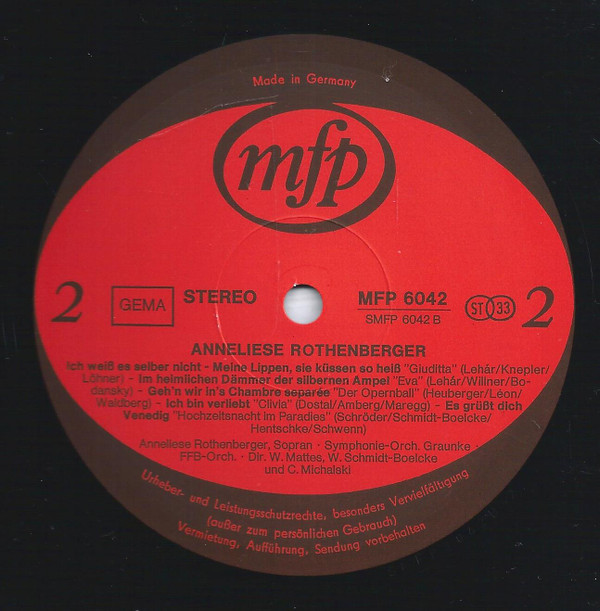 Made in Germany
mfp
2 GEMA STEREO MFP 6042 ST 33 2
SMFP 6042 B
ANNELIESE ROTHENBERGER
Ich weiß es selber nicht - Meine Lippen, sie küssen so heiß "Giuditta" (Lehár/Knepler/
Löhner) - Im heimlichen Dämmer der silbernen Ampel "Eva" (Lehár/Willner/Bo-
dansky) - Geh'n wir in's Chambre separée "Der Opernball" (Heuberger/Léon/
Waldberg) - Ich bin verliebt "Clivia" (Dostal/Amberg/Maregg) - Es grüßt dich
Venedig "Hochzeitsnacht im Paradies" (Schröder/Schmidt-Boelcke/
Hentschke/Schwenn)
Anneliese Rothenberger, Sopran · Symphonie-Orch. Graunke ·
FFB-Orch. · Dir. W. Mattes, W. Schmidt-Boelcke
und C. Michalski
Urheber- und Leistungsschutzrechte, besonders Vervielfältigung
(außer zum persönlichen Gebrauch)
Vermietung, Aufführung, Sendung vorbehalten